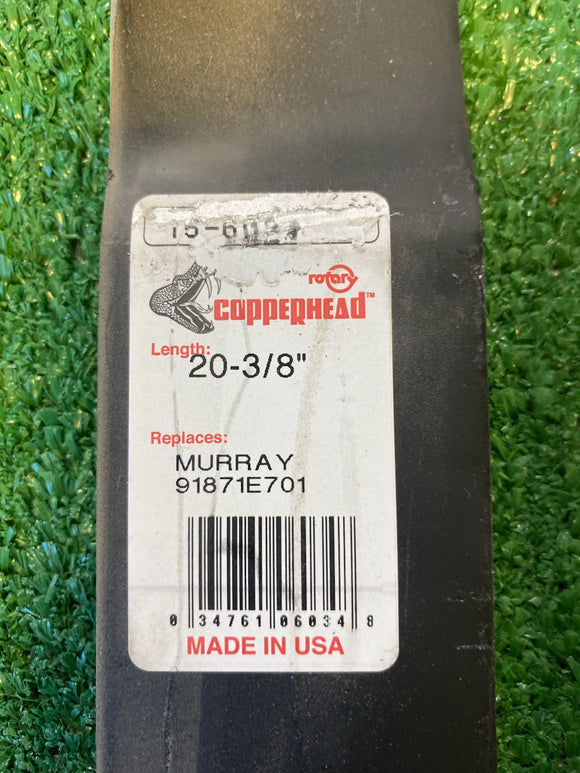 rotary
COPPERHEAD™
Length: 20-3/8"
Replaces:
MURRAY
91871E701
0 34761 06034 8
MADE IN USA